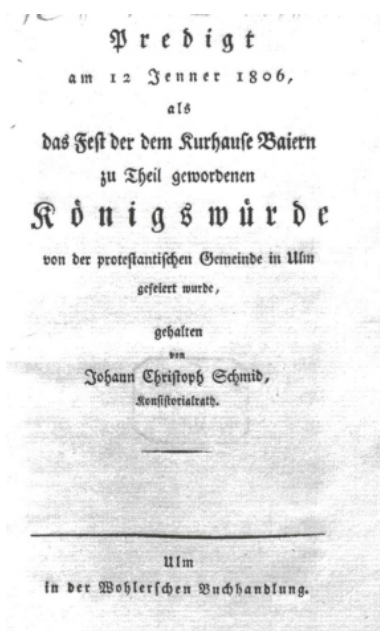 Predigt
am 12 Jenner 1806,
als
das Fest der dem Kurhause Baiern
zu Theil gewordenen
Königswürde
von der protestantischen Gemeinde in Ulm
gefeiert wurde,
gehalten
von
Johann Christoph Schmid,
Konsistorialrath.
Ulm
in der Wohlerschen Buchhandlung.